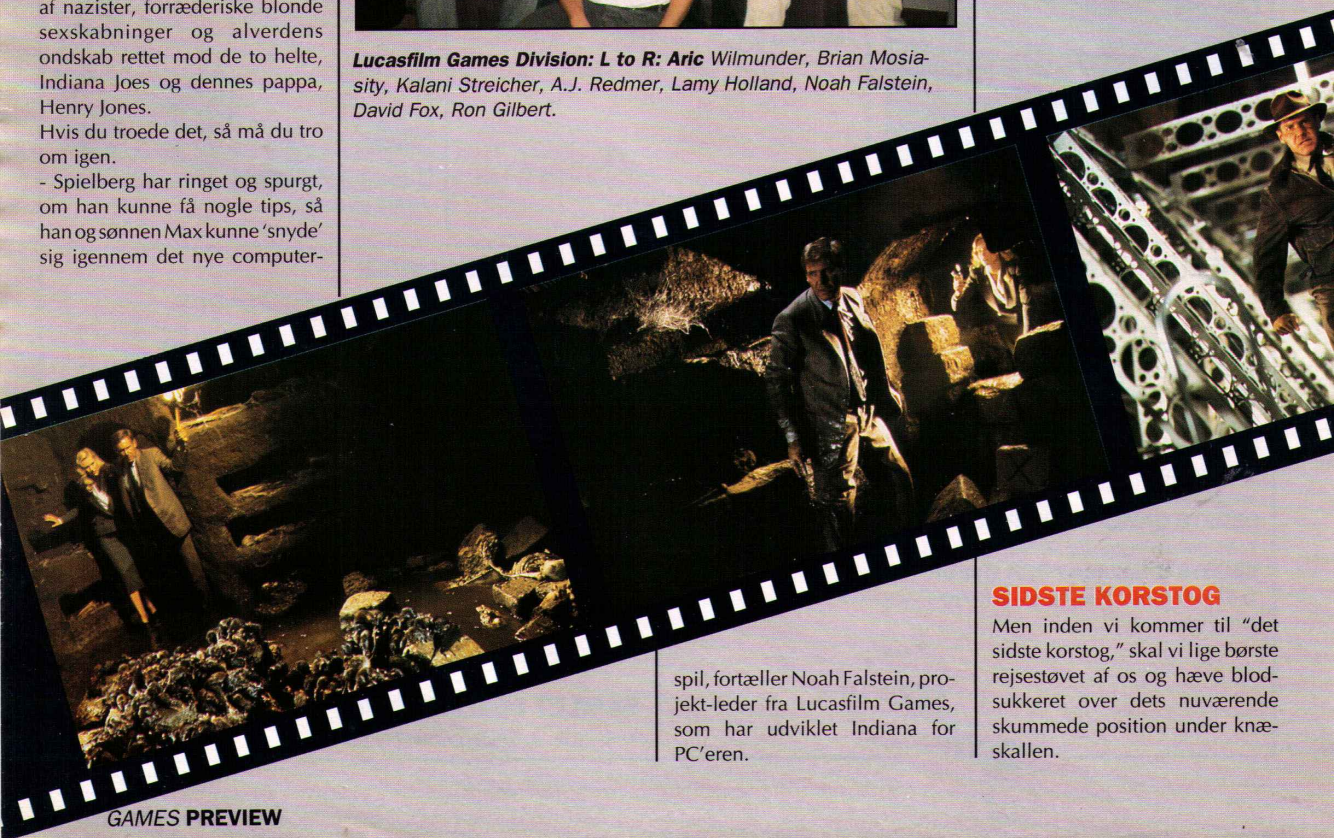 af nazister, forræderiske blonde
sexskabninger og alverdens
ondskab rettet mod de to helte,
Indiana Joes og dennes pappa,
Henry Jones.
Hvis du troede det, så må du tro
om igen.
- Spielberg har ringet og spurgt,
om han kunne få nogle tips, så
han og sønnen Max kunne ‘snyde’
sig igennem det nye computer-
Lucasfilm Games Division: L to R: Aric Wilmunder, Brian Mosia-
sity, Kalani Streicher, A.J. Redmer, Lamy Holland, Noah Falstein,
David Fox, Ron Gilbert.
spil, fortæller Noah Falstein, pro-
jekt-leder fra Lucasfilm Games,
som har udviklet Indiana for
PC’eren.
SIDSTE KORSTOG
Men inden vi kommer til “det
sidste korstog,” skal vi lige børste
rejsestøvet af os og hæve blod-
sukkeret over dets nuværende
skummede position under knæ-
skallen.
GAMES PREVIEW